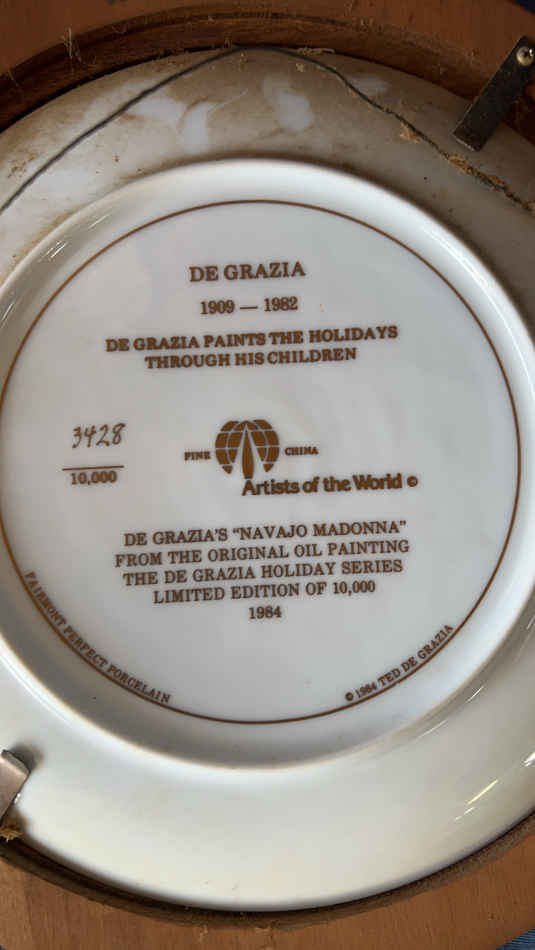 DE GRAZIA
1909 — 1982
DE GRAZIA PAINTS THE HOLIDAYS
THROUGH HIS CHILDREN
3428
10,000
FINE CHINA
Artists of the World ©
DE GRAZIA'S "NAVAJO MADONNA"
FROM THE ORIGINAL OIL PAINTING
THE DE GRAZIA HOLIDAY SERIES
LIMITED EDITION OF 10,000
1984
FAIRMONT PERFECT PORCELAIN
© 1984 TED DE GRAZIA